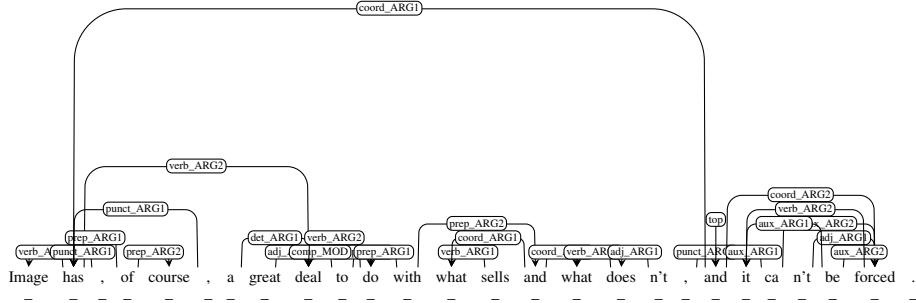 coord_ARG1
verb_ARG2
coord_ARG2
punct_ARG1 verb_ARG2
top
prep_ARG2 aux_ARG1
prep_ARG1 det_ARG1 verb_ARG2 coord_ARG1 adj_ARG1
punct_ARG1 prep_ARG2 comp_MOD prep_ARG1 verb_ARG1 adj_ARG1 aux_ARG1 aux_ARG2
Image has , of course , a great deal to do with what sells and what does n't , and it ca n't be forced